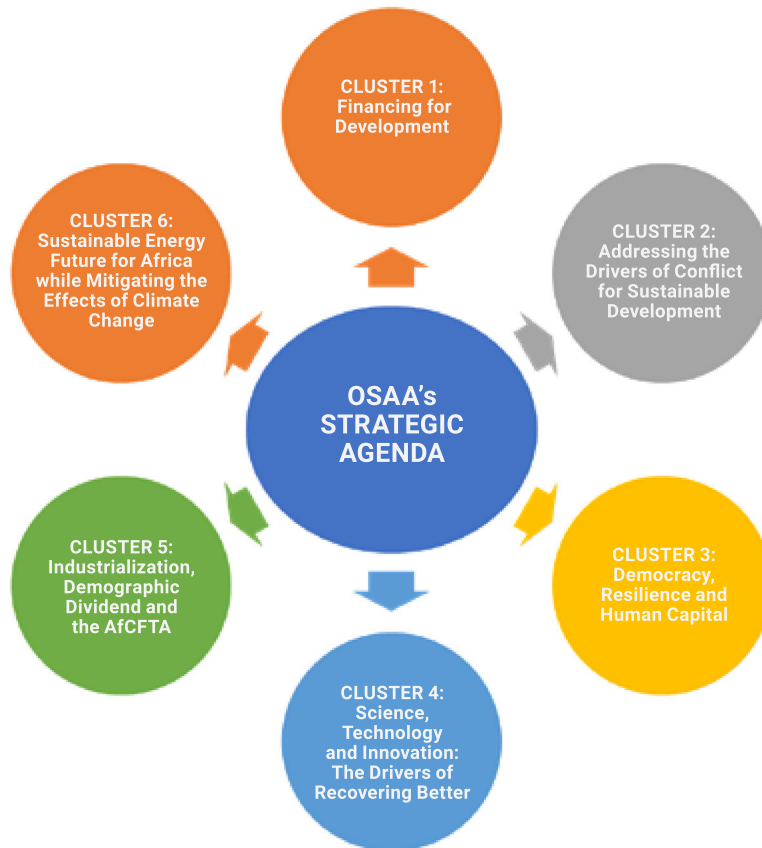 CLUSTER 1:
Financing for
Development
CLUSTER 2:
Addressing the
Drivers of Conflict
for Sustainable
Development
CLUSTER 3:
Democracy,
Resilience and
Human Capital
CLUSTER 4:
Science,
Technology
and Innovation:
The Drivers of
Recovering Better
CLUSTER 5:
Industrialization,
Demographic
Dividend and
the AfCFTA
CLUSTER 6:
Sustainable Energy
Future for Africa
while Mitigating the
Effects of Climate
Change
OSAA’s
STRATEGIC
AGENDA